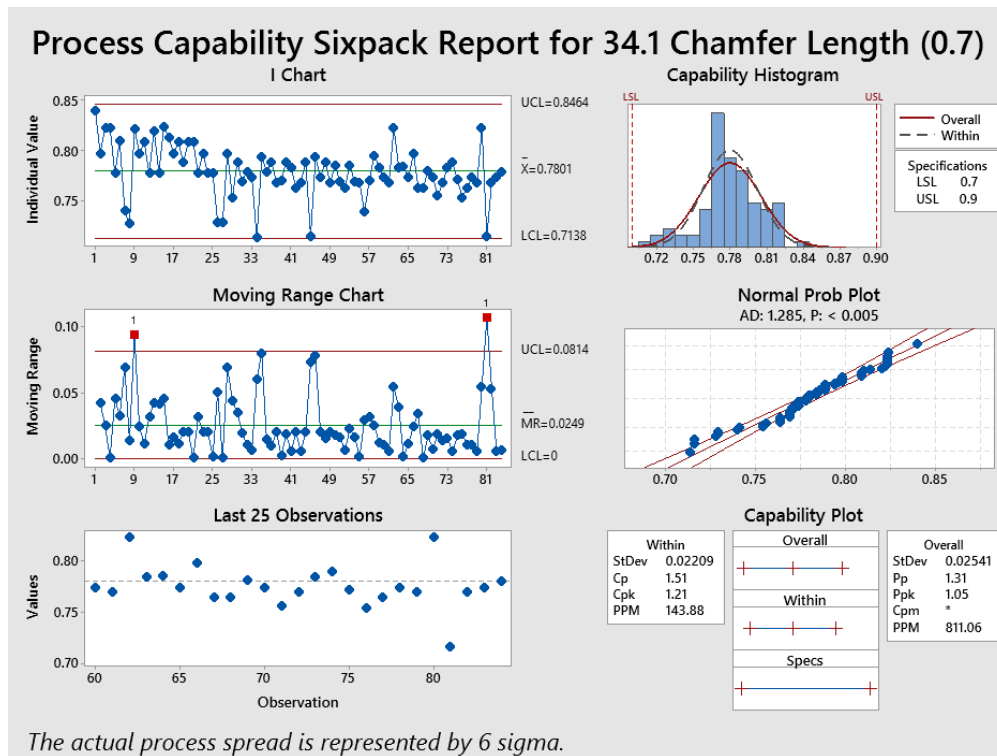 Process Capability Sixpack Report for 34.1 Chamfer Length (0.7)
I Chart
Individual Value
0.85
0.80
0.75
UCL=0.8464
X̄=0.7801
LCL=0.7138
1 9 17 25 33 41 49 57 65 73 81
Capability Histogram
LSL USL
0.72 0.75 0.78 0.81 0.84 0.87 0.90
Overall
Within
Specifications
LSL 0.7
USL 0.9
Moving Range Chart
Moving Range
0.10
0.05
0.00
1 1
UCL=0.0814
M̅R̅=0.0249
LCL=0
1 9 17 25 33 41 49 57 65 73 81
Normal Prob Plot
AD: 1.285, P: < 0.005
0.70 0.75 0.80 0.85
Last 25 Observations
Values
0.80
0.75
0.70
60 65 70 75 80
Observation
Capability Plot
Within
StDev 0.02209
Cp 1.51
Cpk 1.21
PPM 143.88
Overall
Within
Specs
Overall
StDev 0.02541
Pp 1.31
Ppk 1.05
Cpm *
PPM 811.06
The actual process spread is represented by 6 sigma.